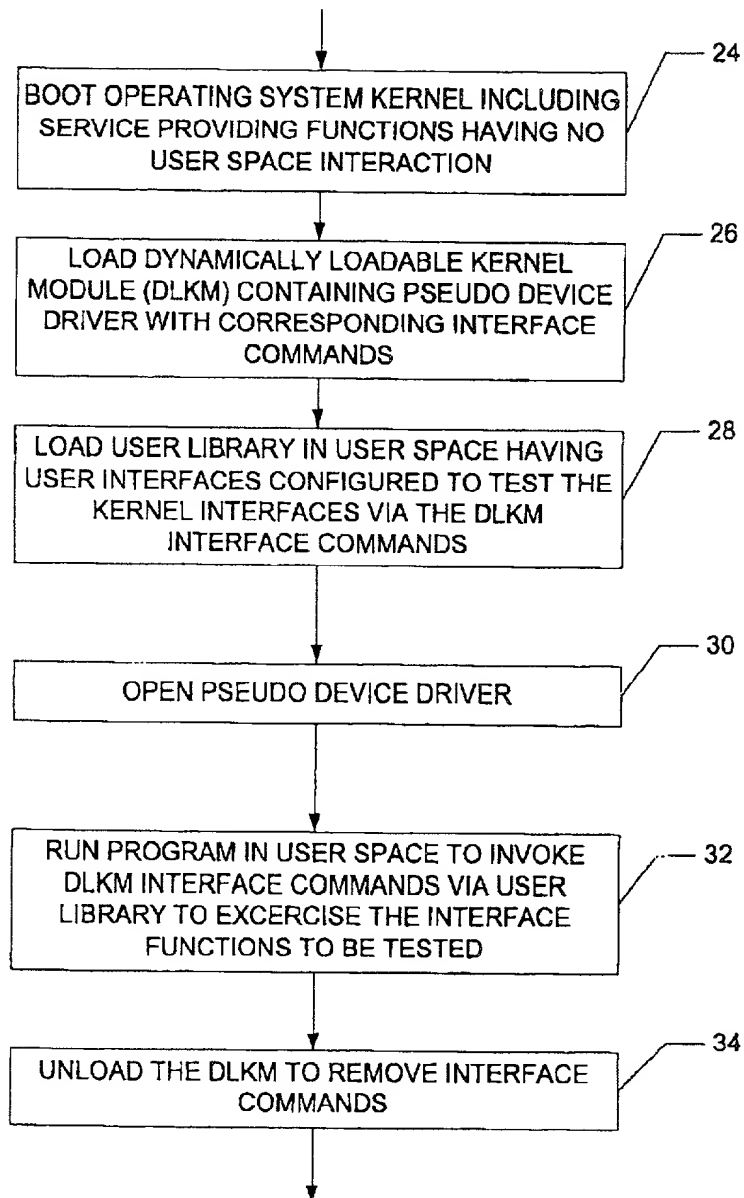 24
BOOT OPERATING SYSTEM KERNEL INCLUDING
SERVICE PROVIDING FUNCTIONS HAVING NO
USER SPACE INTERACTION
26
LOAD DYNAMICALLY LOADABLE KERNEL
MODULE (DLKM) CONTAINING PSEUDO DEVICE
DRIVER WITH CORRESPONDING INTERFACE
COMMANDS
28
LOAD USER LIBRARY IN USER SPACE HAVING
USER INTERFACES CONFIGURED TO TEST THE
KERNEL INTERFACES VIA THE DLKM
INTERFACE COMMANDS
30
OPEN PSEUDO DEVICE DRIVER
32
RUN PROGRAM IN USER SPACE TO INVOKE
DLKM INTERFACE COMMANDS VIA USER
LIBRARY TO EXCERCISE THE INTERFACE
FUNCTIONS TO BE TESTED
34
UNLOAD THE DLKM TO REMOVE INTERFACE
COMMANDS